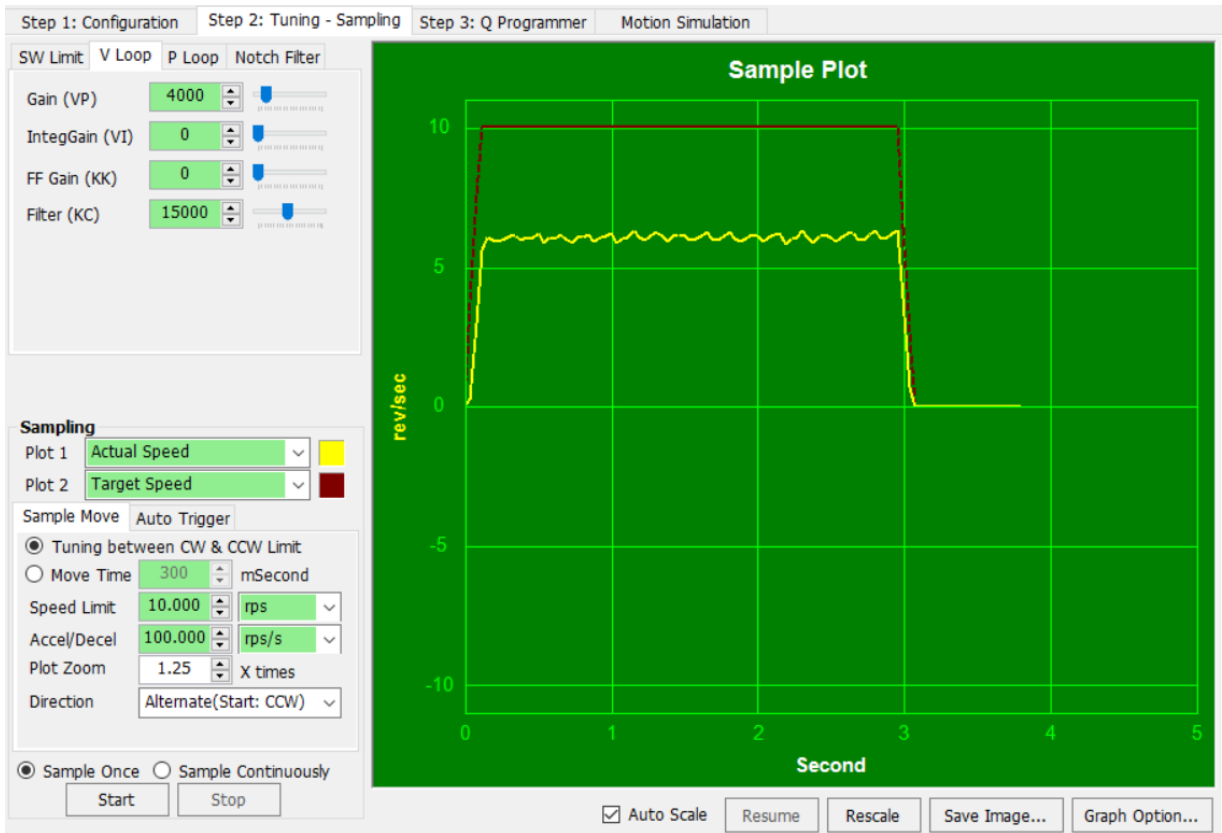 Step 1: Configuration Step 2: Tuning - Sampling Step 3: Q Programmer Motion Simulation
SW Limit V Loop P Loop Notch Filter
Gain (VP) 4000
IntegGain (VI) 0
FF Gain (KK) 0
Filter (KC) 15000
Sampling
Plot 1 Actual Speed
Plot 2 Target Speed
Sample Move Auto Trigger
Tuning between CW & CCW Limit
Move Time 300 mSecond
Speed Limit 10.000 rps
Accel/Decel 100.000 rps/s
Plot Zoom 1.25 X times
Direction Alternate(Start: CCW)
Sample Once Sample Continuously
Start Stop
Sample Plot
10
5
0
-5
-10
rev/sec
0 1 2 3 4 5
Second
Auto Scale Resume Rescale Save Image... Graph Option...